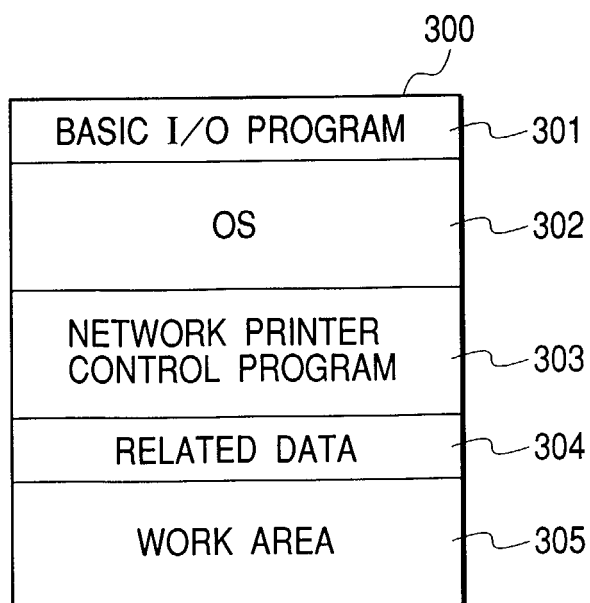 300
BASIC I/O PROGRAM 301
OS 302
NETWORK PRINTER
CONTROL PROGRAM 303
RELATED DATA 304
WORK AREA 305